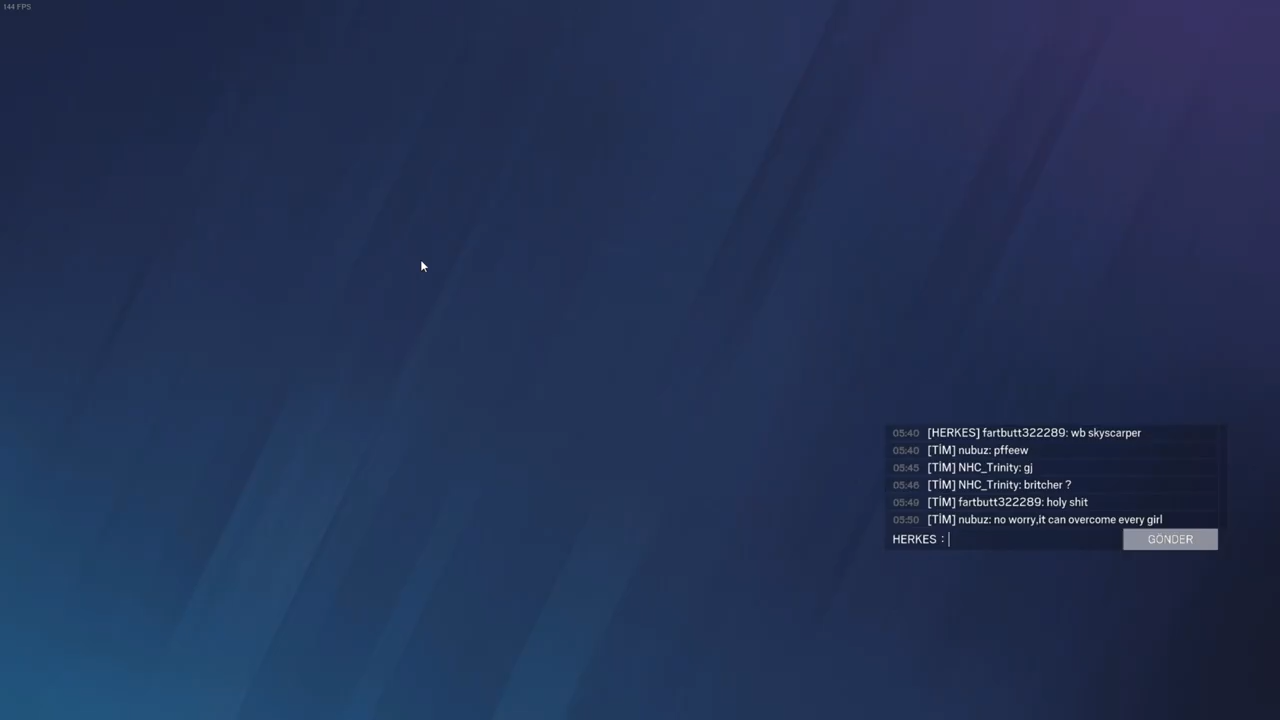 144 FPS
05:40 [HERKES] fartbutt322289: wb skyscarper
05:40 [TİM] nubuz: pffeew
05:45 [TİM] NHC_Trinity: gj
05:46 [TİM] NHC_Trinity: britcher ?
05:49 [TİM] fartbutt322289: holy shit
05:50 [TİM] nubuz: no worry,it can overcome every girl
HERKES :
GÖNDER